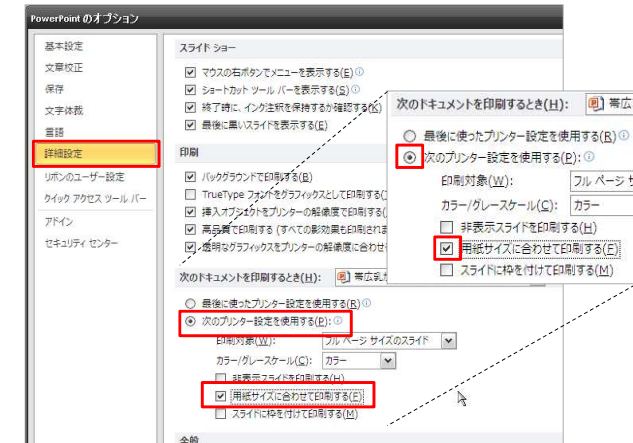 PowerPoint のオプション
基本設定
文章校正
保存
文字体裁
言語
詳細設定
リボンのユーザー設定
クイック アクセス ツール バー
アドイン
セキュリティ センター
スライド ショー
マウスの右ボタンでメニューを表示する(E)
ショートカット ツール バーを表示する(S)
終了時に、インク注釈を保持するか確認する(K)
最後に黒いスライドを表示する(E)
印刷
バックグラウンドで印刷する(B)
TrueType フォントをグラフィックスとして印刷する(
挿入オブジェクトをプリンターの解像度で印刷する(
高品質で印刷する (すべての影効果も印刷されま
透明なグラフィックスをプリンターの解像度に合わせ
次のドキュメントを印刷するとき(H):
最後に使ったプリンター設定を使用する(R)
次のプリンター設定を使用する(P):
印刷対象(W): フル ページ サイズのスライド
カラー/グレースケール(C): カラー
非表示スライドを印刷する(H)
用紙サイズに合わせて印刷する(F)
スライドに枠を付けて印刷する(M)
全般
次のドキュメントを印刷するとき(H): 帯広
最後に使ったプリンター設定を使用する(R)
次のプリンター設定を使用する(P):
印刷対象(W): フル ページ サ
カラー/グレースケール(C): カラー
非表示スライドを印刷する(H)
用紙サイズに合わせて印刷する(F)
スライドに枠を付けて印刷する(M)